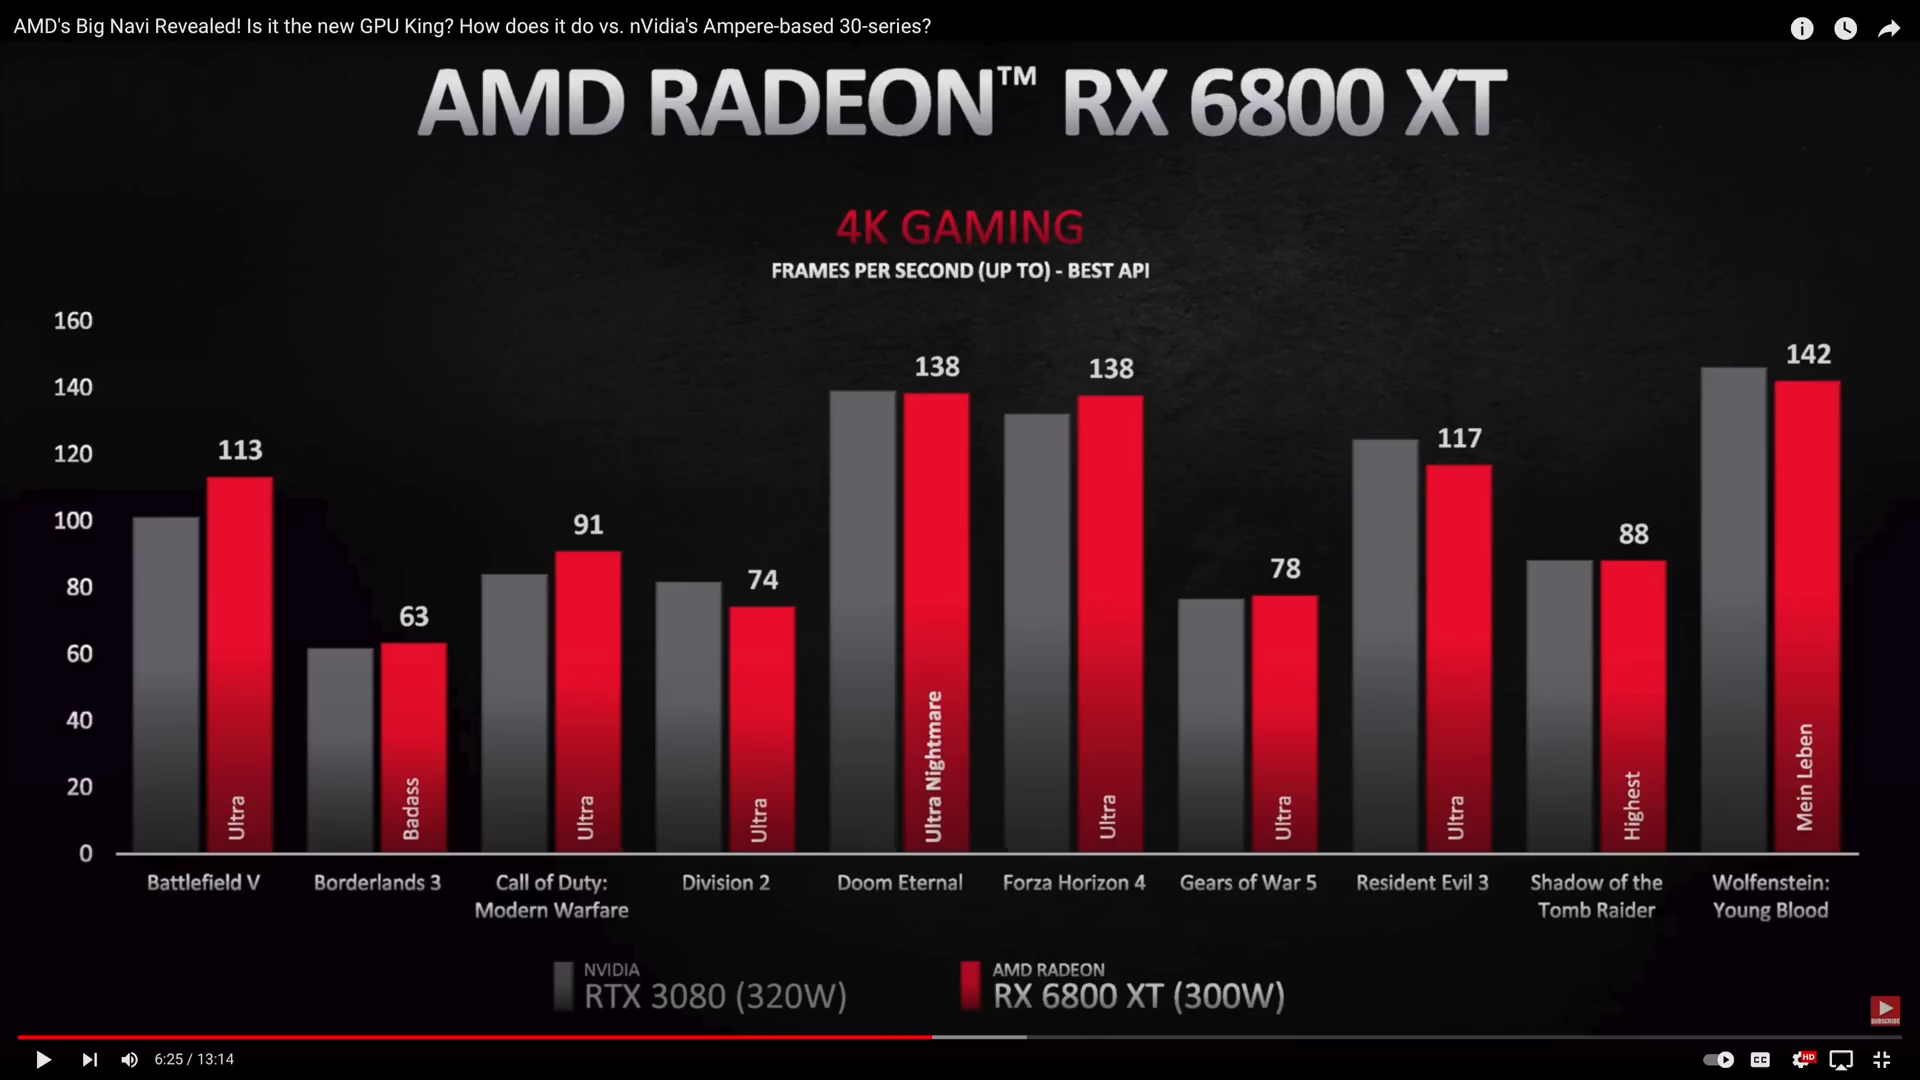 AMD's Big Navi Revealed! Is it the new GPU King? How does it do vs. nVidia's Ampere-based 30-series?
AMD RADEON™ RX 6800 XT
4K GAMING
FRAMES PER SECOND (UP TO) - BEST API
160
140
120
100
80
60
40
20
0
113
63
91
74
138
138
78
117
88
142
Ultra
Badass
Ultra
Ultra
Ultra Nightmare
Ultra
Ultra
Ultra
Highest
Mein Leben
Battlefield V
Borderlands 3
Call of Duty:
Modern Warfare
Division 2
Doom Eternal
Forza Horizon 4
Gears of War 5
Resident Evil 3
Shadow of the
Tomb Raider
Wolfenstein:
Young Blood
NVIDIA
RTX 3080 (320W)
AMD RADEON
RX 6800 XT (300W)
SUBSCRIBE
6:25 / 13:14
CC
HD